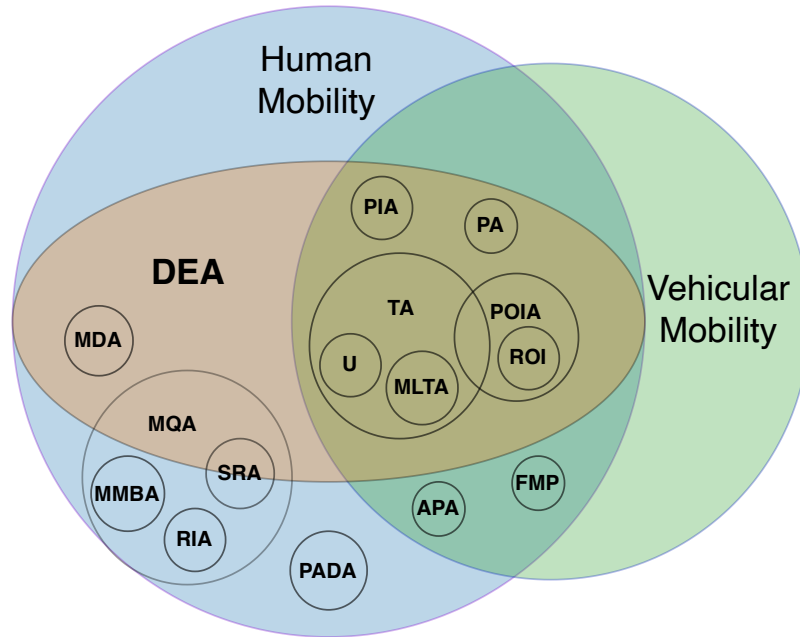 Human
Mobility
PIA
PA
DEA
Vehicular
Mobility
TA
POIA
MDA
U
MLTA
ROI
MQA
SRA
MMBA
RIA
APA
FMP
PADA